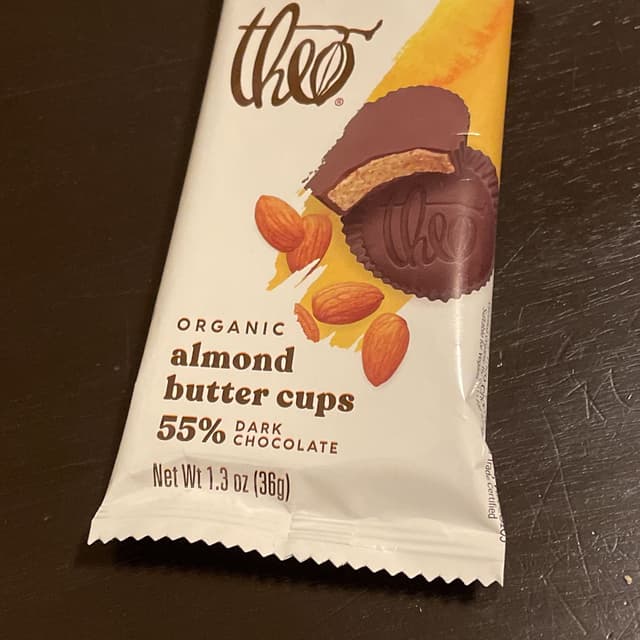 theo®
theo
ORGANIC
almond
butter cups
55% DARK
CHOCOLATE
Net Wt 1.3 oz (36g)